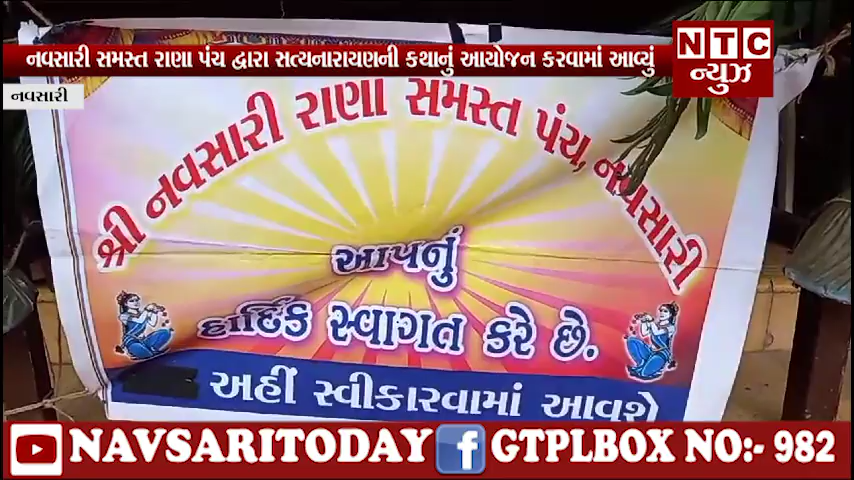 નવસારી સમસ્ત રાણા પંચ દ્વારા સત્યનારાયણની કથાનું આયોજન કરવામાં આવ્યું
NTC
ન્યુઝ
નવસારી
શ્રી નવસારી રાણા સમસ્ત પંચ, નવસારી
આપનું
હાર્દિક સ્વાગત કરે છે.
અહીં સ્વીકારવામાં આવશે
NAVSARITODAY f GTPLBOX NO:- 982